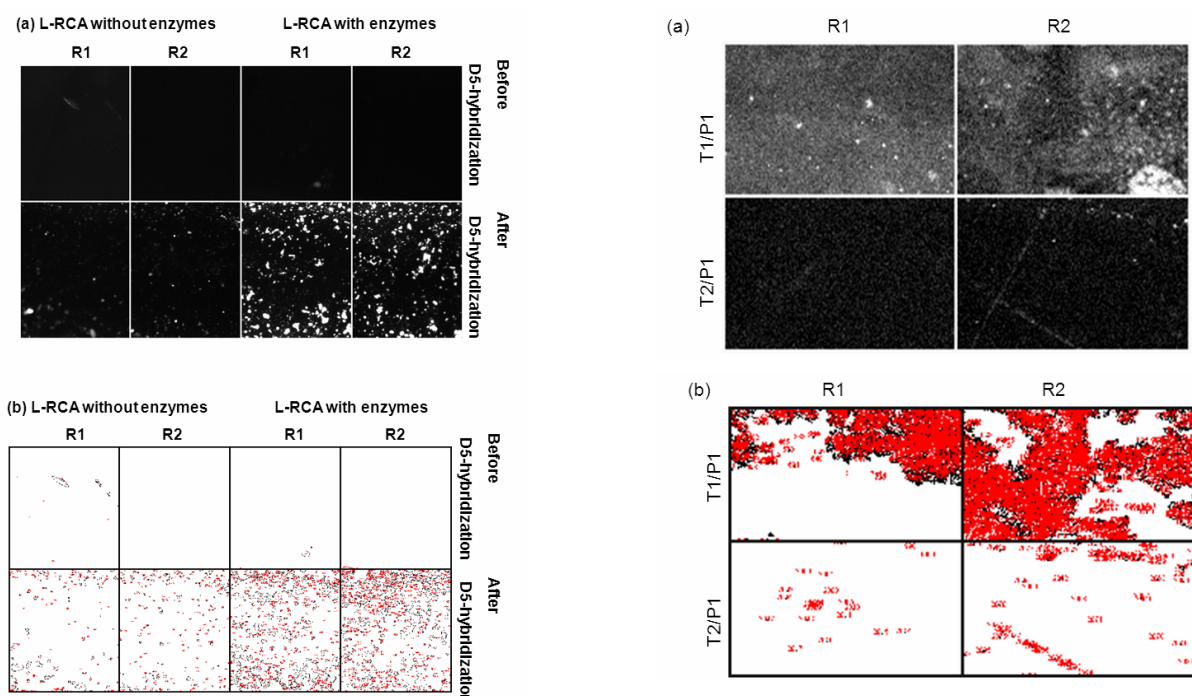 (a) L-RCA without enzymes L-RCA with enzymes
R1 R2 R1 R2
Before
D5-hybridization
After
D5-hybridization
(b) L-RCA without enzymes L-RCA with enzymes
R1 R2 R1 R2
Before
D5-hybridization
After
D5-hybridization
(a) R1 R2
T1/P1
T2/P1
(b) R1 R2
T1/P1
T2/P1